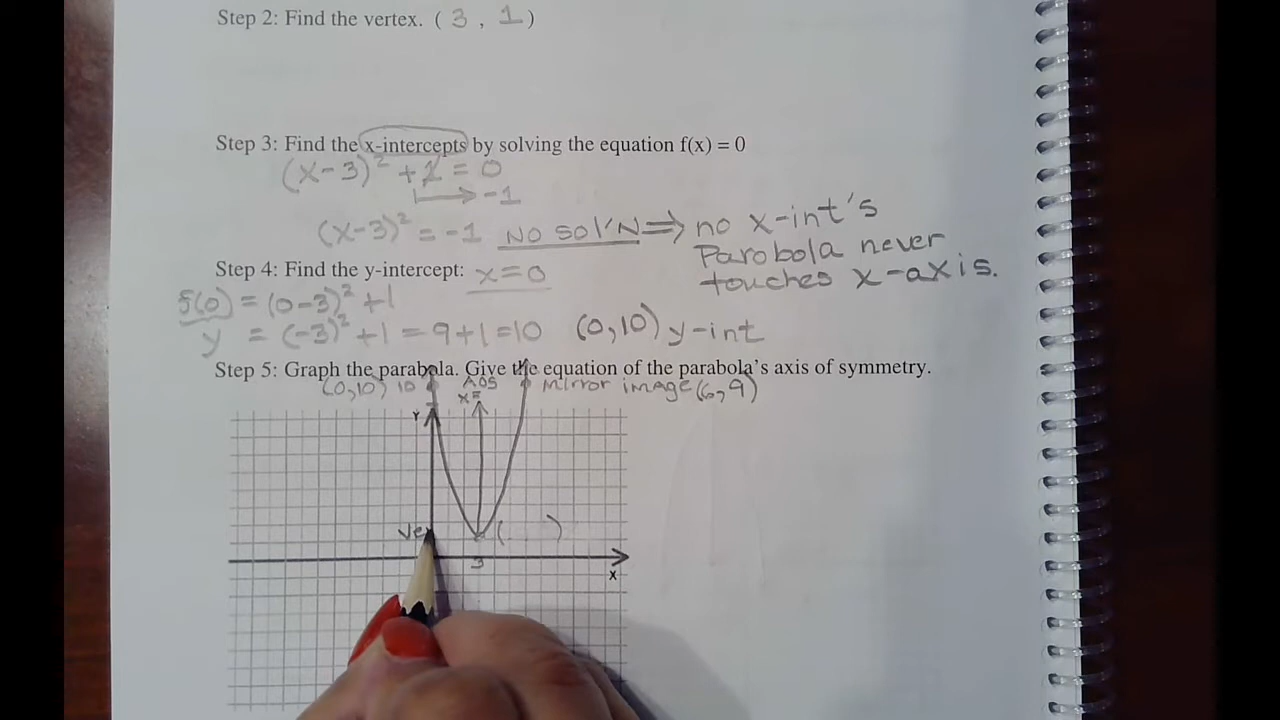 Step 2: Find the vertex. ( 3 , 1 )
Step 3: Find the x-intercepts by solving the equation f(x) = 0
(x-3)² + 1 = 0
-1
(x-3)² = -1 NO SOL'N ⇒ no x-int's
Parobola never
touches x-axis.
Step 4: Find the y-intercept: x=0
f(0) = (0-3)² +1
y = (-3)² +1 = 9+1=10 (0,10) y-int
Step 5: Graph the parabola. Give the equation of the parabola's axis of symmetry.
(0,10) 10 AOS mirror image (6,9)
x=
Y
Ve ( )
3
x